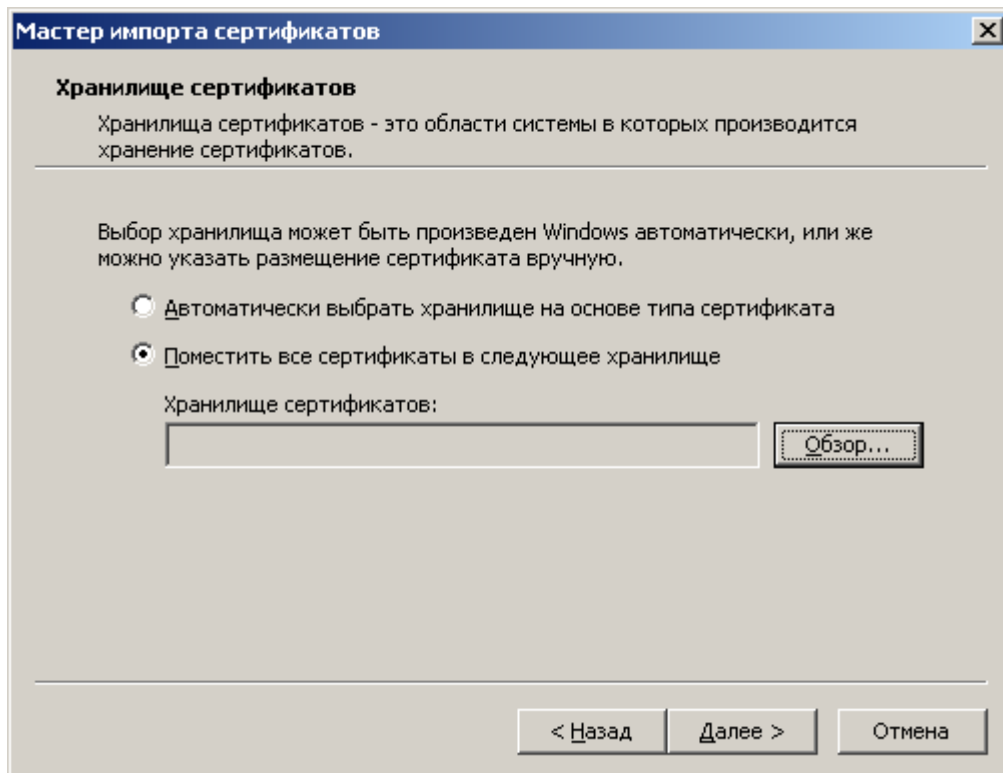 Мастер импорта сертификатов
Хранилище сертификатов
Хранилища сертификатов - это области системы в которых производится
хранение сертификатов.
Выбор хранилища может быть произведен Windows автоматически, или же
можно указать размещение сертификата вручную.
Автоматически выбрать хранилище на основе типа сертификата
Поместить все сертификаты в следующее хранилище
Хранилище сертификатов:
Обзор...
< Назад
Далее >
Отмена